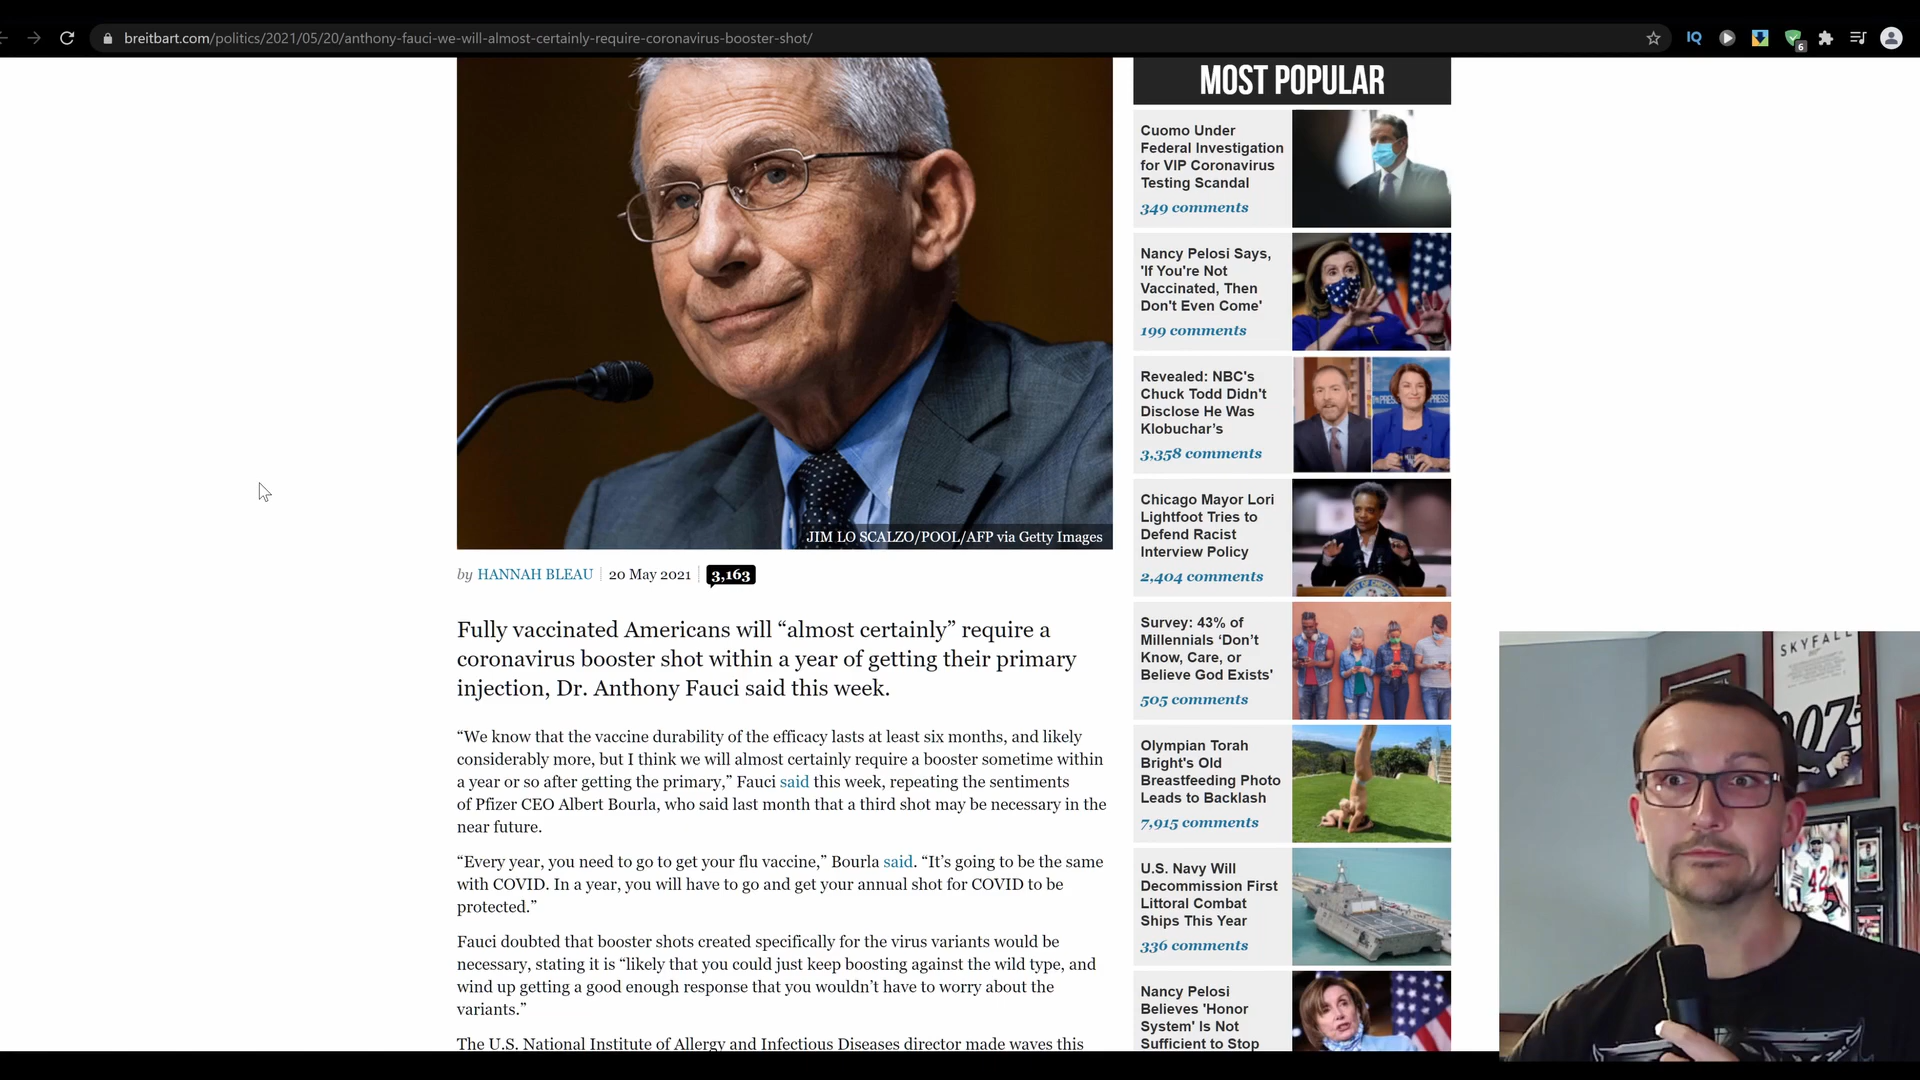 breitbart.com/politics/2021/05/20/anthony-fauci-we-will-almost-certainly-require-coronavirus-booster-shot/
IQ
6
JIM LO SCALZO/POOL/AFP via Getty Images
by HANNAH BLEAU | 20 May 2021 | 3,163
Fully vaccinated Americans will “almost certainly” require a
coronavirus booster shot within a year of getting their primary
injection, Dr. Anthony Fauci said this week.
“We know that the vaccine durability of the efficacy lasts at least six months, and likely
considerably more, but I think we will almost certainly require a booster sometime within
a year or so after getting the primary,” Fauci said this week, repeating the sentiments
of Pfizer CEO Albert Bourla, who said last month that a third shot may be necessary in the
near future.
“Every year, you need to go to get your flu vaccine,” Bourla said. “It’s going to be the same
with COVID. In a year, you will have to go and get your annual shot for COVID to be
protected.”
Fauci doubted that booster shots created specifically for the virus variants would be
necessary, stating it is “likely that you could just keep boosting against the wild type, and
wind up getting a good enough response that you wouldn’t have to worry about the
variants.”
The U.S. National Institute of Allergy and Infectious Diseases director made waves this
MOST POPULAR
Cuomo Under
Federal Investigation
for VIP Coronavirus
Testing Scandal
349 comments
Nancy Pelosi Says,
'If You're Not
Vaccinated, Then
Don't Even Come'
199 comments
Revealed: NBC's
Chuck Todd Didn't
Disclose He Was
Klobuchar’s
3,358 comments
Chicago Mayor Lori
Lightfoot Tries to
Defend Racist
Interview Policy
2,404 comments
Survey: 43% of
Millennials ‘Don’t
Know, Care, or
Believe God Exists’
505 comments
Olympian Torah
Bright's Old
Breastfeeding Photo
Leads to Backlash
7,915 comments
U.S. Navy Will
Decommission First
Littoral Combat
Ships This Year
336 comments
Nancy Pelosi
Believes 'Honor
System' Is Not
Sufficient to Stop
SKYFALL
007
42